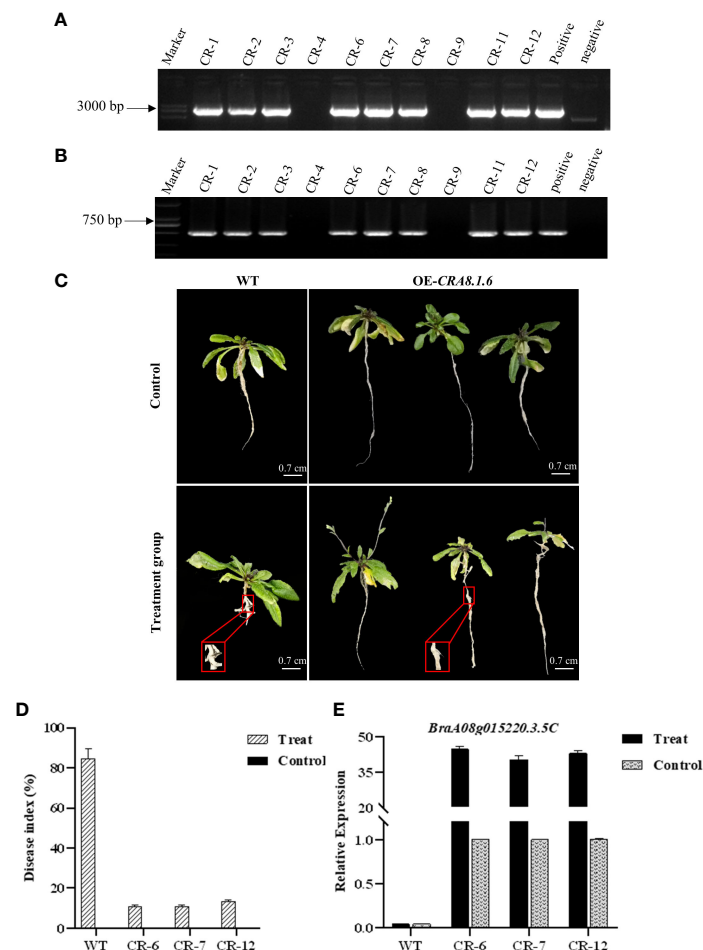 A
Marker CR-1 CR-2 CR-3 CR-4 CR-6 CR-7 CR-8 CR-9 CR-11 CR-12 Positive negative
3000 bp
B
Marker CR-1 CR-2 CR-3 CR-4 CR-6 CR-7 CR-8 CR-9 CR-11 CR-12 positive negative
750 bp
C
WT OE-CRA8.1.6
Control
0.7 cm 0.7 cm
Treatment group
0.7 cm 0.7 cm
D
Disease index (%)
100
80
60
40
20
0
Treat
Control
WT CR-6 CR-7 CR-12
E
BraA08g015220.3.5C
Relative Expression
50
35
20
1.0
0.5
0.0
Treat
Control
WT CR-6 CR-7 CR-12